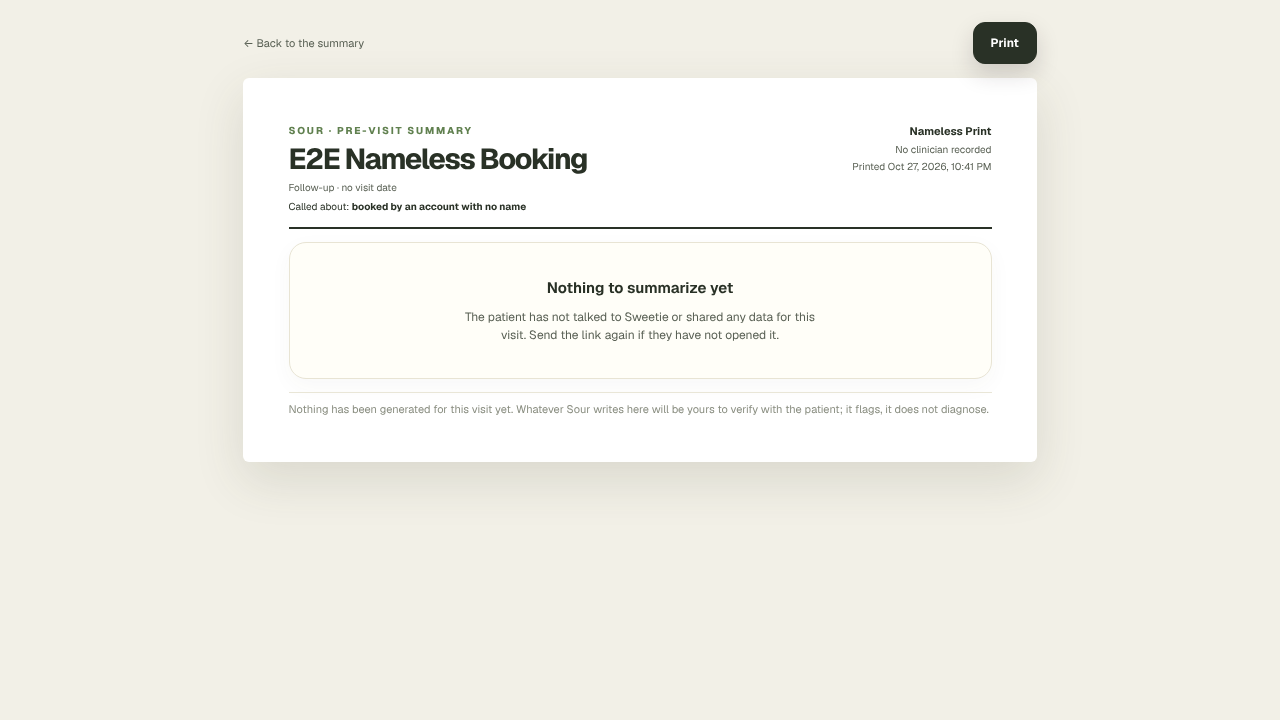 ← Back to the summary
Print
SOUR · PRE-VISIT SUMMARY
E2E Nameless Booking
Follow-up · no visit date
Called about: booked by an account with no name
Nameless Print
No clinician recorded
Printed Oct 27, 2026, 10:41 PM
Nothing to summarize yet
The patient has not talked to Sweetie or shared any data for this
visit. Send the link again if they have not opened it.
Nothing has been generated for this visit yet. Whatever Sour writes here will be yours to verify with the patient; it flags, it does not diagnose.